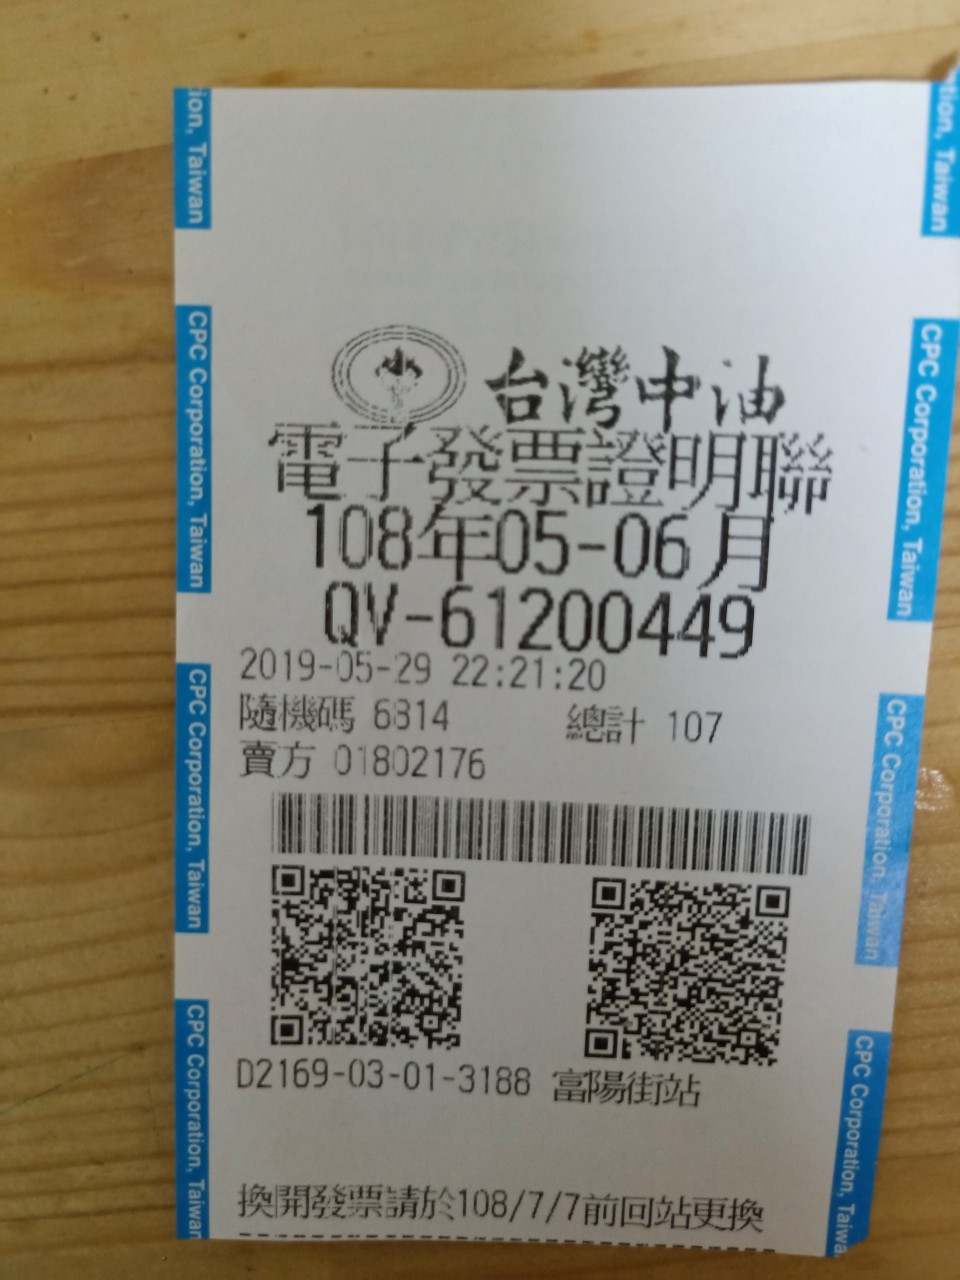 台灣中油
電子發票證明聯
108年05-06月
QV-61200449
2019-05-29 22:21:20
隨機碼 6814 總計 107
賣方 01802176
D2169-03-01-3188 富陽街站
換開發票請於108/7/7前回站更換
ion, Taiwan
CPC Corporation, Taiwan
CPC Corporation, Taiwan
CPC Corporation, Taiwan
tion, Taiwan
CPC Corporation, Taiwan
CPC Corporation, Taiwan
CPC Corporation, Taiwa